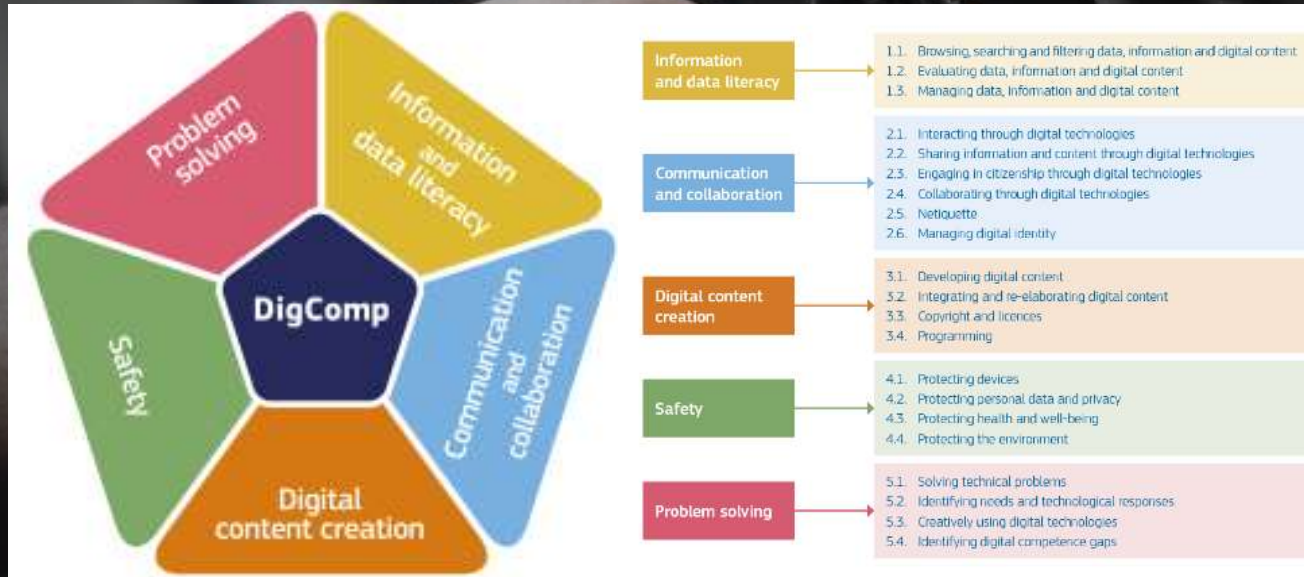 Problem
solving
Information
and
data literacy
DigComp
Safety
Communication
and
collaboration
Digital
content creation
Information
and data literacy
1.1. Browsing, searching and filtering data, information and digital content
1.2. Evaluating data, information and digital content
1.3. Managing data, information and digital content
Communication
and collaboration
2.1. Interacting through digital technologies
2.2. Sharing information and content through digital technologies
2.3. Engaging in citizenship through digital technologies
2.4. Collaborating through digital technologies
2.5. Netiquette
2.6. Managing digital identity
Digital content
creation
3.1. Developing digital content
3.2. Integrating and re-elaborating digital content
3.3. Copyright and licences
3.4. Programming
Safety
4.1. Protecting devices
4.2. Protecting personal data and privacy
4.3. Protecting health and well-being
4.4. Protecting the environment
Problem solving
5.1. Solving technical problems
5.2. Identifying needs and technological responses
5.3. Creatively using digital technologies
5.4. Identifying digital competence gaps